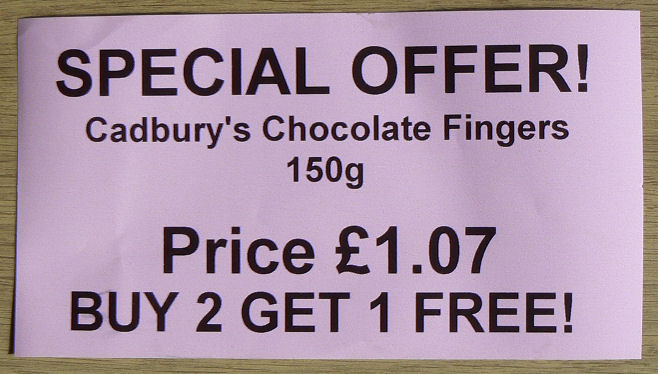 SPECIAL OFFER!
Cadbury's Chocolate Fingers
150g
Price £1.07
BUY 2 GET 1 FREE!